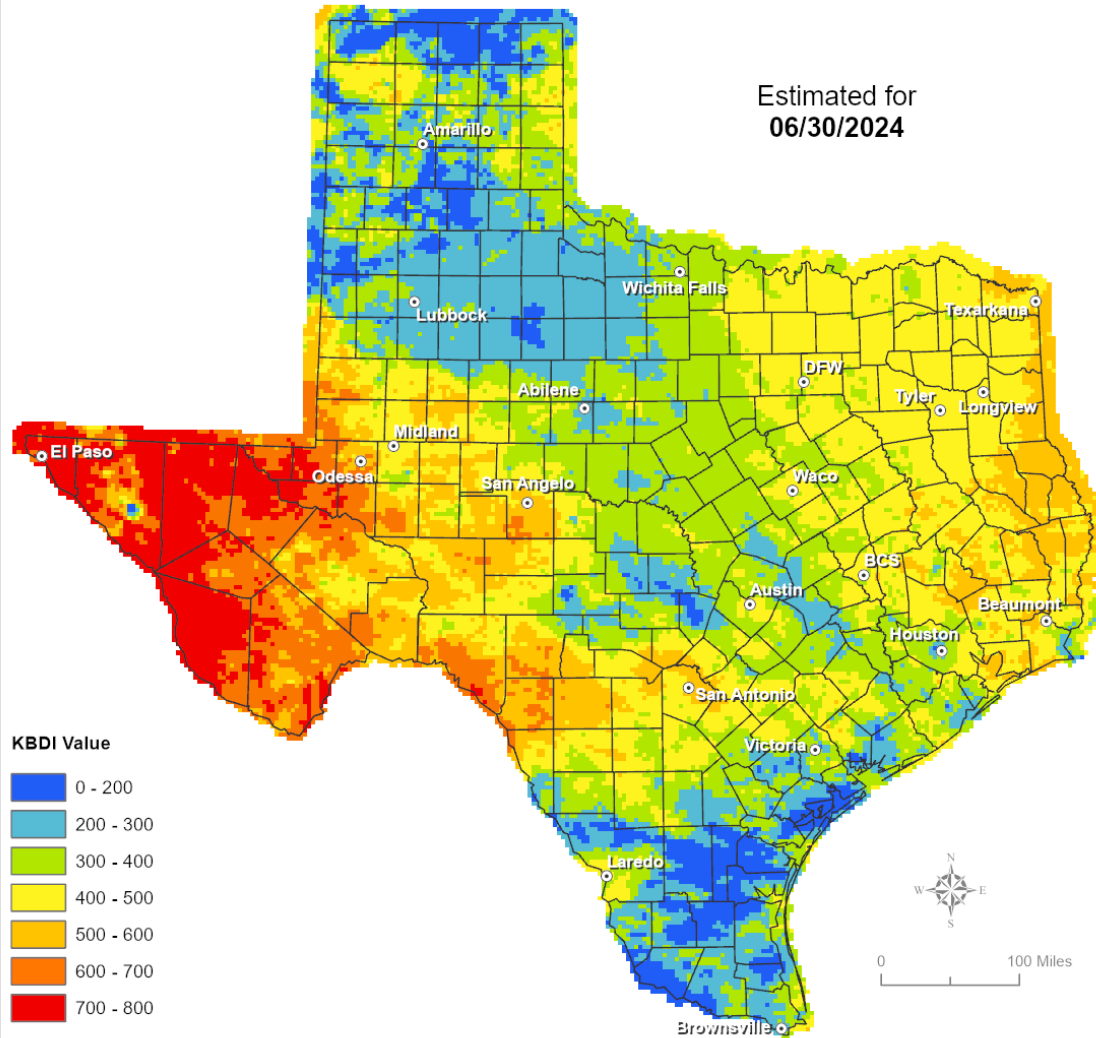 Estimated for
06/30/2024
Amarillo
Wichita Falls
Lubbock
Texarkana
DFW
Abilene
Tyler
Longview
Midland
El Paso
Odessa
San Angelo
Waco
BCS
Austin
Beaumont
Houston
San Antonio
Victoria
Laredo
Brownsville
KBDI Value
0 - 200
200 - 300
300 - 400
400 - 500
500 - 600
600 - 700
700 - 800
N
W
E
S
0
100 Miles